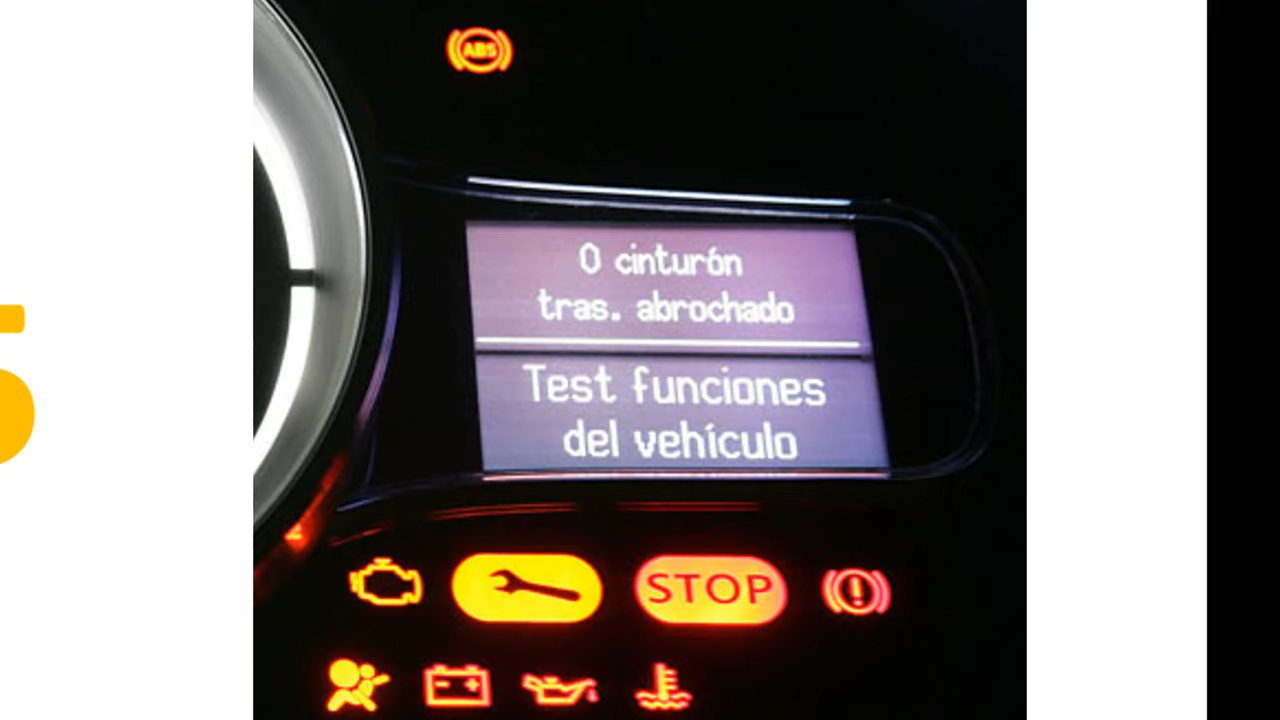 ABS
0 cinturón
tras. abrochado
Test funciones
del vehículo
STOP